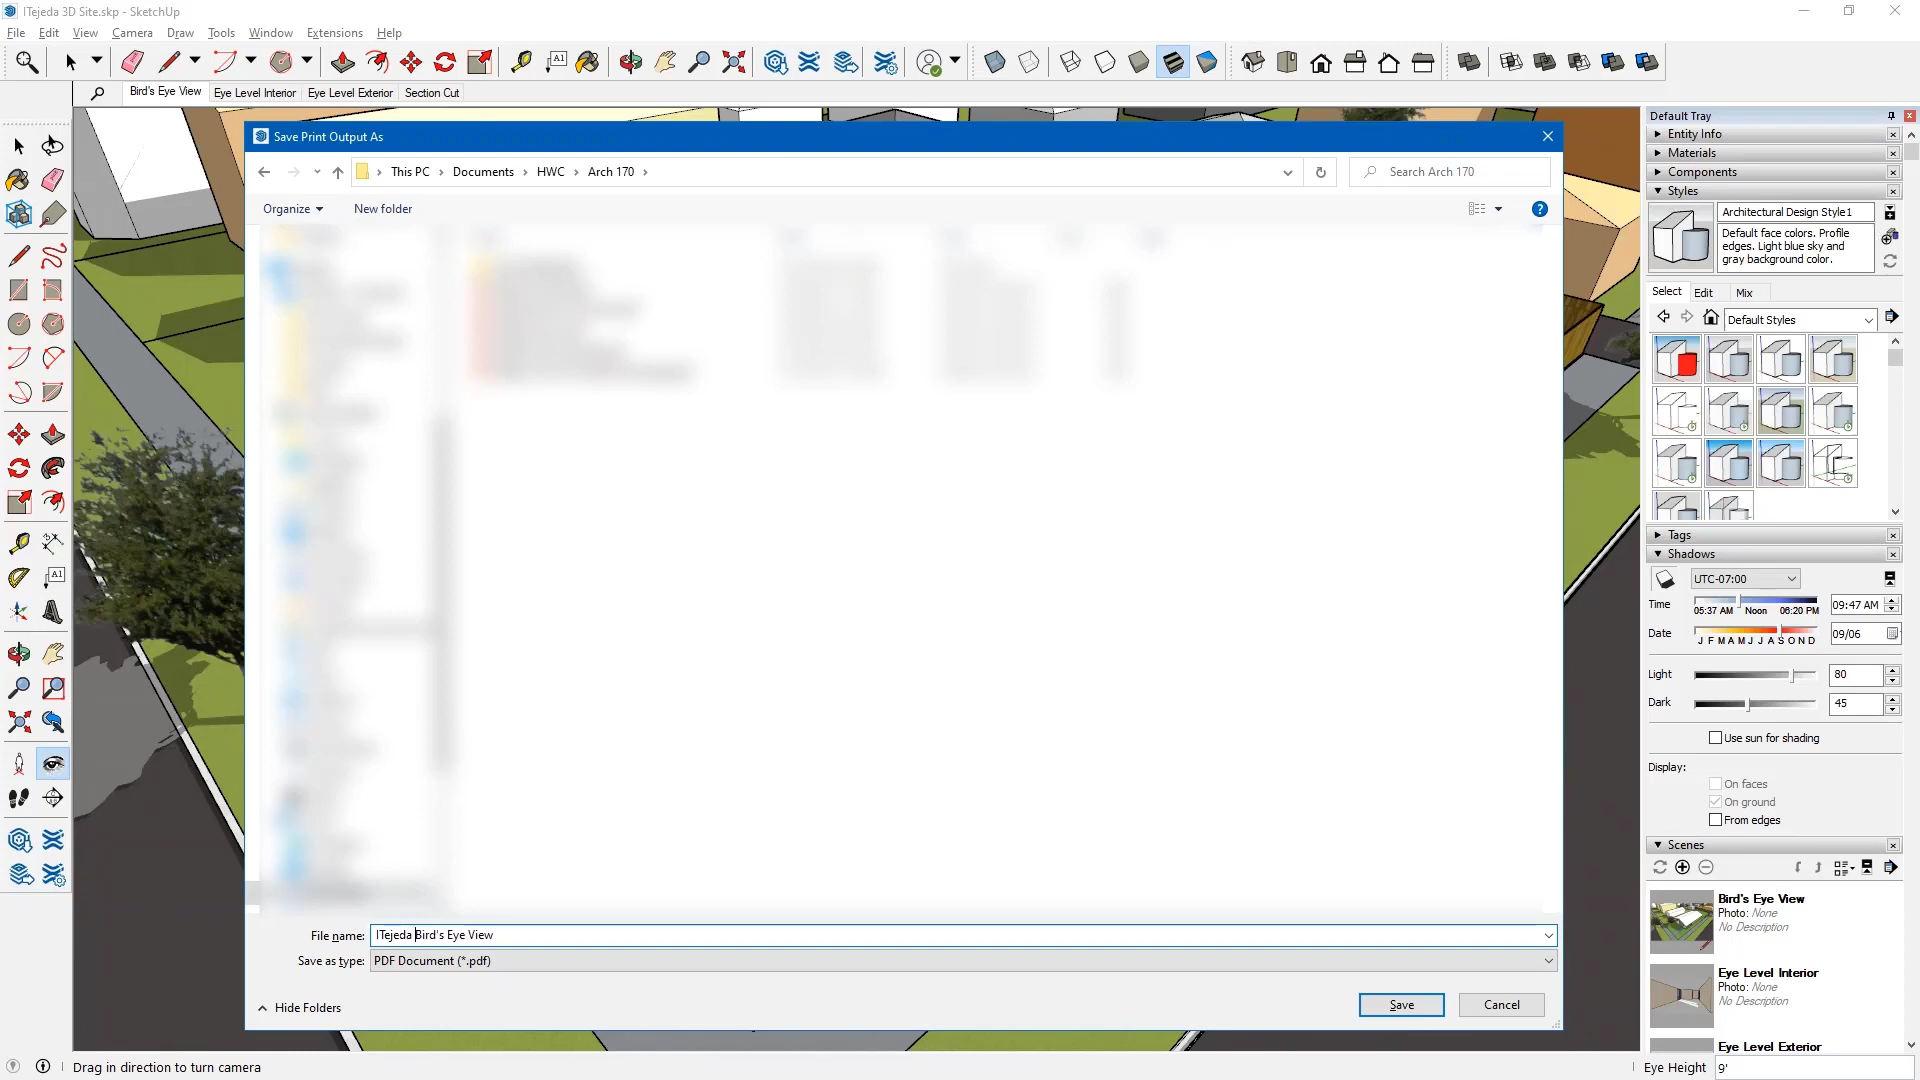 ITejeda 3D Site.skp - SketchUp
File Edit View Camera Draw Tools Window Extensions Help
Bird's Eye View Eye Level Interior Eye Level Exterior Section Cut
Save Print Output As
This PC › Documents › HWC › Arch 170 ›
Search Arch 170
Organize New folder
File name: ITejeda Bird's Eye View
Save as type: PDF Document (*.pdf)
Hide Folders
Save Cancel
Default Tray
Entity Info
Materials
Components
Styles
Architectural Design Style1
Default face colors. Profile
edges. Light blue sky and
gray background color.
Select Edit Mix
Default Styles
Tags
Shadows
UTC-07:00
Time 05:37 AM Noon 06:20 PM 09:47 AM
Date J F M A M J J A S O N D 09/06
Light 80
Dark 45
Use sun for shading
Display:
On faces
On ground
From edges
Scenes
Bird's Eye View
Photo: None
No Description
Eye Level Interior
Photo: None
No Description
Eye Level Exterior
Drag in direction to turn camera
Eye Height 9'